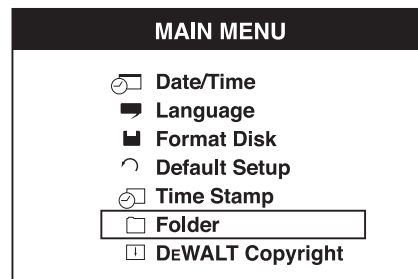 MAIN MENU
Date/Time
Language
Format Disk
Default Setup
Time Stamp
Folder
DEWALT Copyright